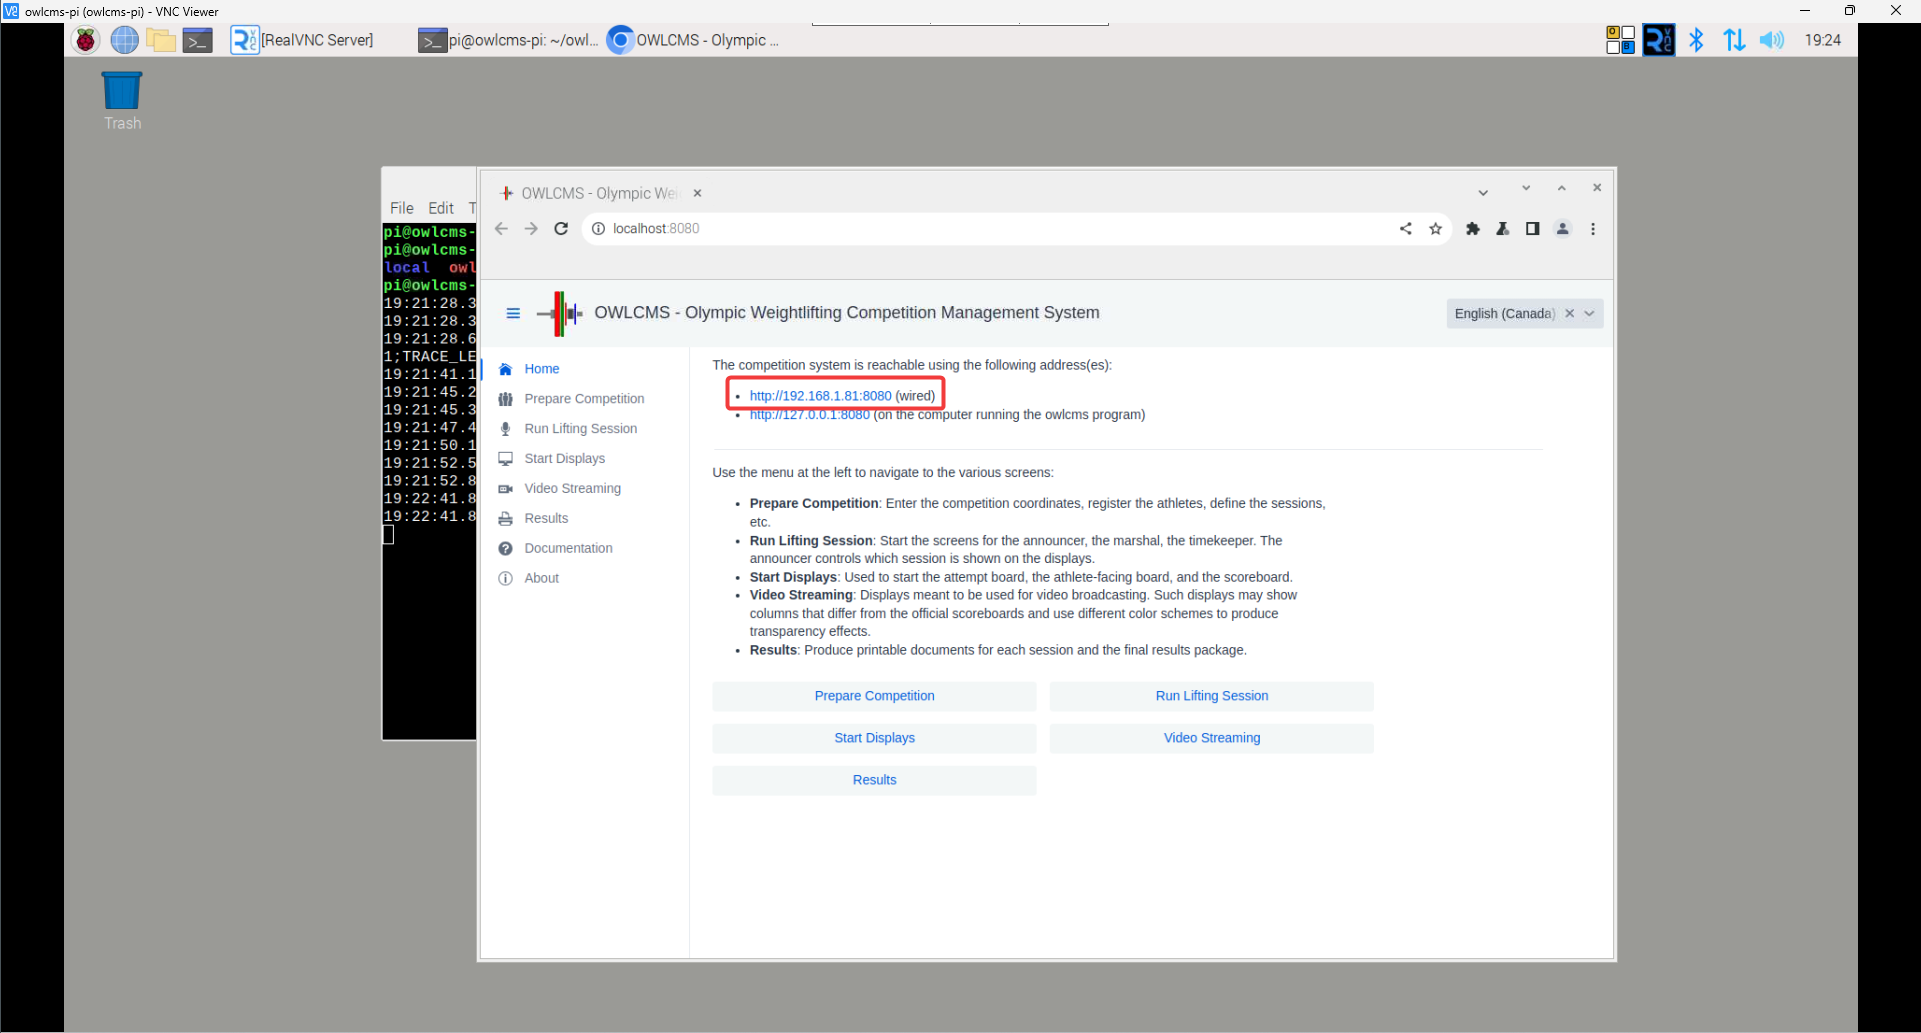 owlcms-pi (owlcms-pi) - VNC Viewer
[RealVNC Server]
pi@owlcms-pi: ~/owl...
OWLCMS - Olympic ...
19:24
Trash
File Edit T
pi@owlcms-
pi@owlcms-
local owl
pi@owlcms-
19:21:28.3
19:21:28.3
19:21:28.6
1;TRACE_LE
19:21:41.1
19:21:45.2
19:21:45.3
19:21:47.4
19:21:50.1
19:21:52.5
19:21:52.8
19:22:41.8
19:22:41.8
OWLCMS - Olympic Wei
localhost:8080
OWLCMS - Olympic Weightlifting Competition Management System
English (Canada)
Home
Prepare Competition
Run Lifting Session
Start Displays
Video Streaming
Results
Documentation
About
The competition system is reachable using the following address(es):
• http://192.168.1.81:8080 (wired)
• http://127.0.0.1:8080 (on the computer running the owlcms program)
Use the menu at the left to navigate to the various screens:
• Prepare Competition: Enter the competition coordinates, register the athletes, define the sessions,
etc.
• Run Lifting Session: Start the screens for the announcer, the marshal, the timekeeper. The
announcer controls which session is shown on the displays.
• Start Displays: Used to start the attempt board, the athlete-facing board, and the scoreboard.
• Video Streaming: Displays meant to be used for video broadcasting. Such displays may show
columns that differ from the official scoreboards and use different color schemes to produce
transparency effects.
• Results: Produce printable documents for each session and the final results package.
Prepare Competition
Run Lifting Session
Start Displays
Video Streaming
Results